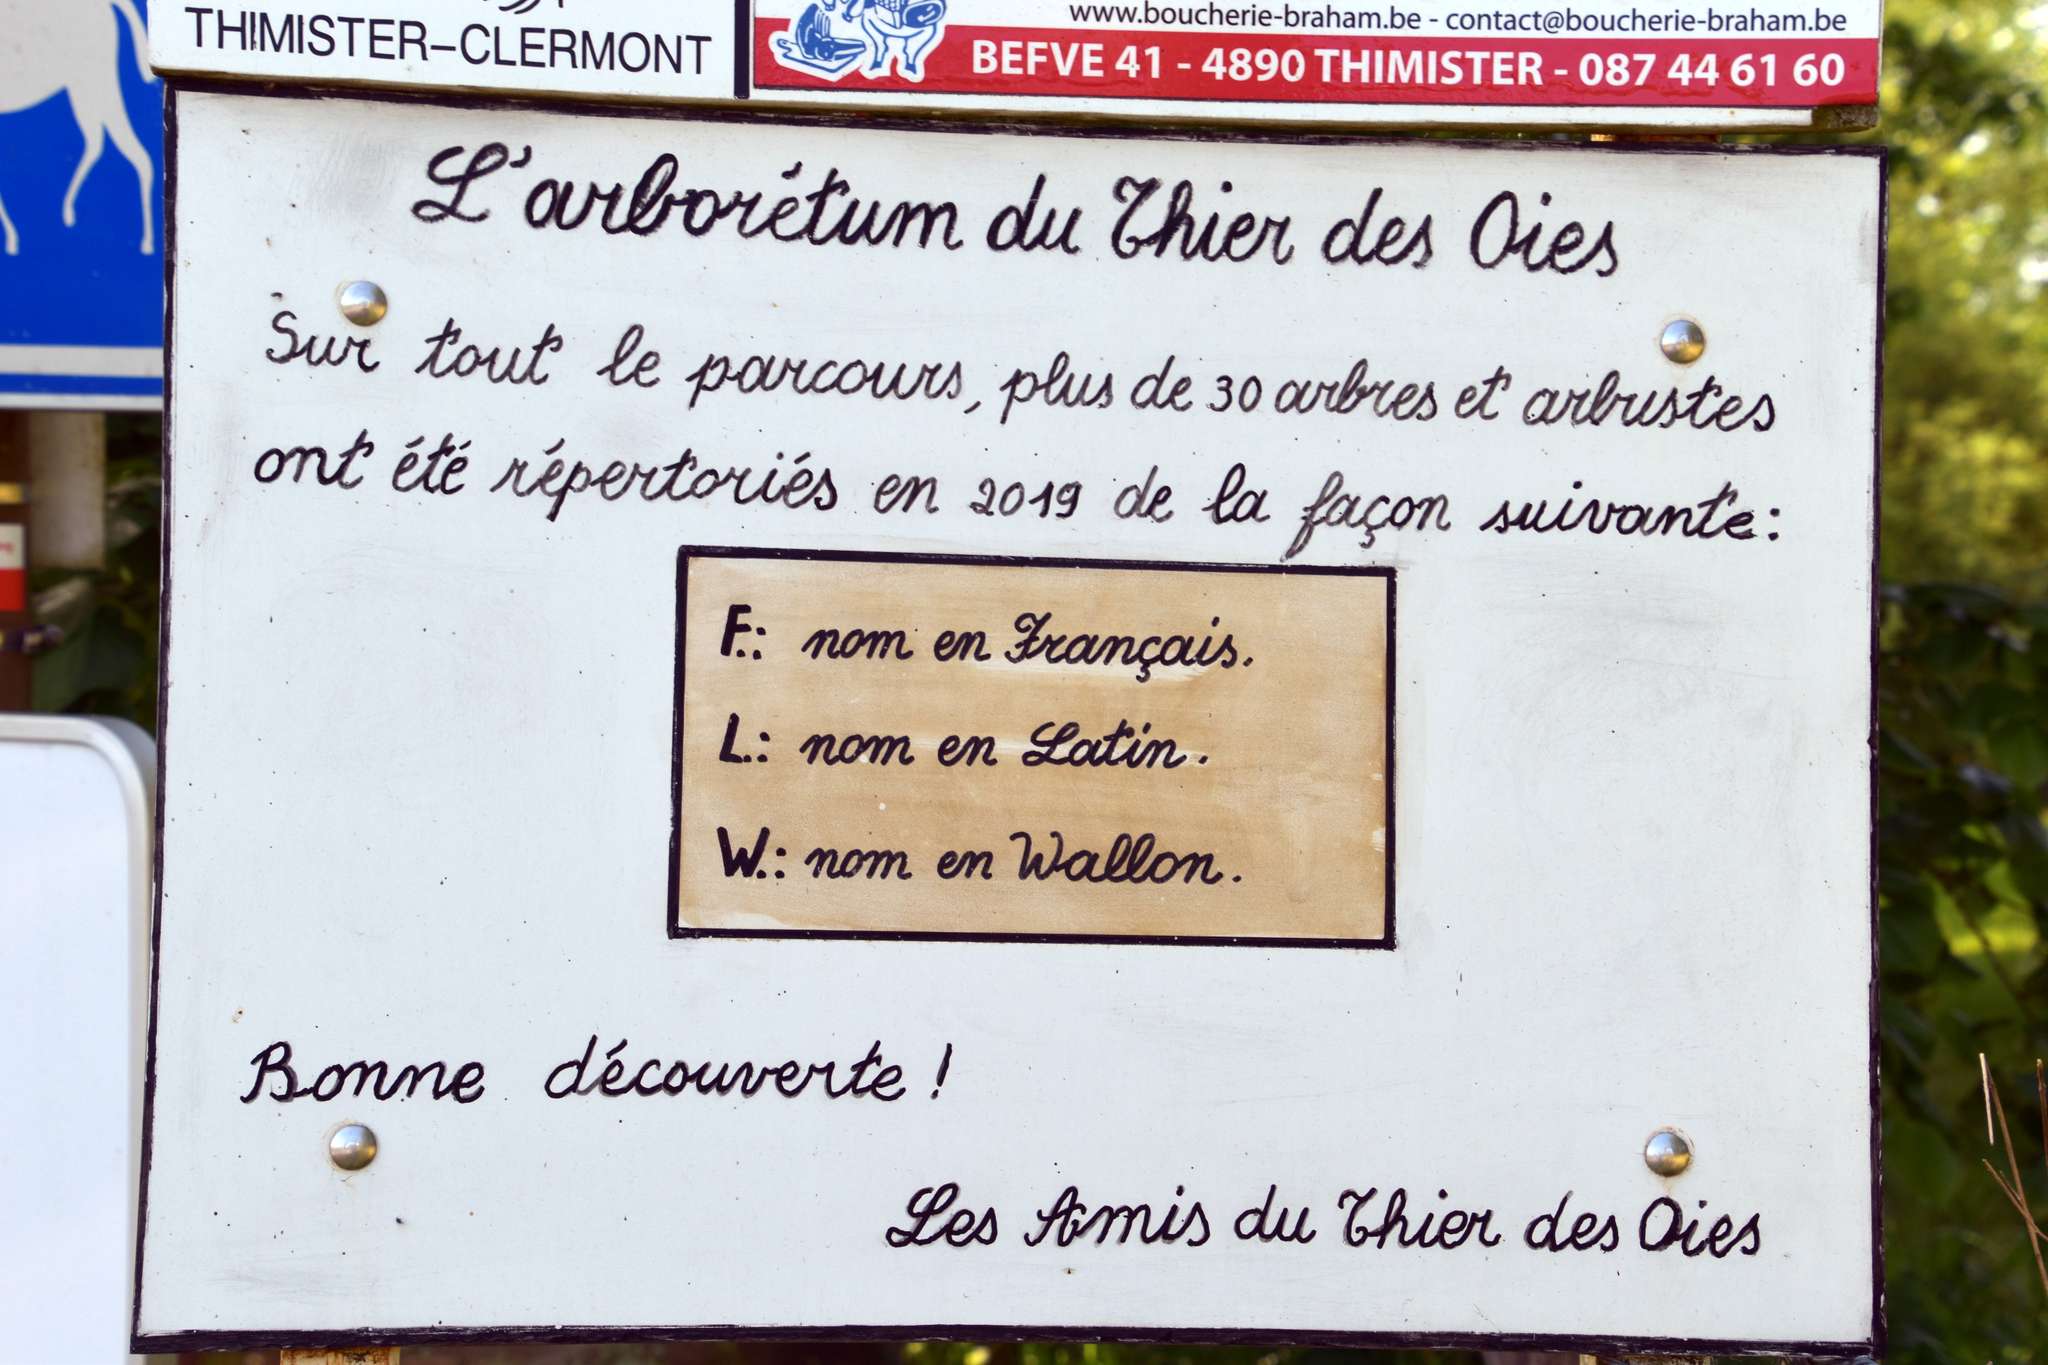 THIMISTER-CLERMONT
www.boucherie-braham.be - contact@boucherie-braham.be
BEFVE 41 - 4890 THIMISTER - 087 44 61 60
L'arborétum du Thier des Oies
Sur tout le parcours, plus de 30 arbres et arbustes
ont été répertoriés en 2019 de la façon suivante:
F.: nom en Français.
L.: nom en Latin.
W.: nom en Wallon.
Bonne découverte !
Les Amis du Thier des Oies